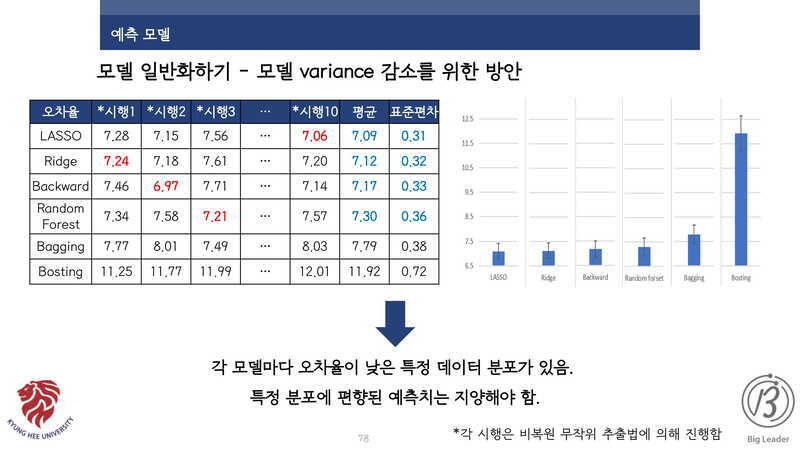 예측 모델
모델 일반화하기 - 모델 variance 감소를 위한 방안
오차율 *시행1 *시행2 *시행3 ... *시행10 평균 표준편차
LASSO 7.28 7.15 7.56 ... 7.06 7.09 0.31
Ridge 7.24 7.18 7.61 ... 7.20 7.12 0.32
Backward 7.46 6.97 7.71 ... 7.14 7.17 0.33
Random
Forest 7.34 7.58 7.21 ... 7.57 7.30 0.36
Bagging 7.77 8.01 7.49 ... 8.03 7.79 0.38
Bosting 11.25 11.77 11.99 ... 12.01 11.92 0.72
12.5
11.5
10.5
9.5
8.5
7.5
6.5
LASSO Ridge Backward Random forset Bagging Bosting
각 모델마다 오차율이 낮은 특정 데이터 분포가 있음.
특정 분포에 편향된 예측치는 지양해야 함.
*각 시행은 비복원 무작위 추출법에 의해 진행함
KYUNG HEE UNIVERSITY
78
Big Leader